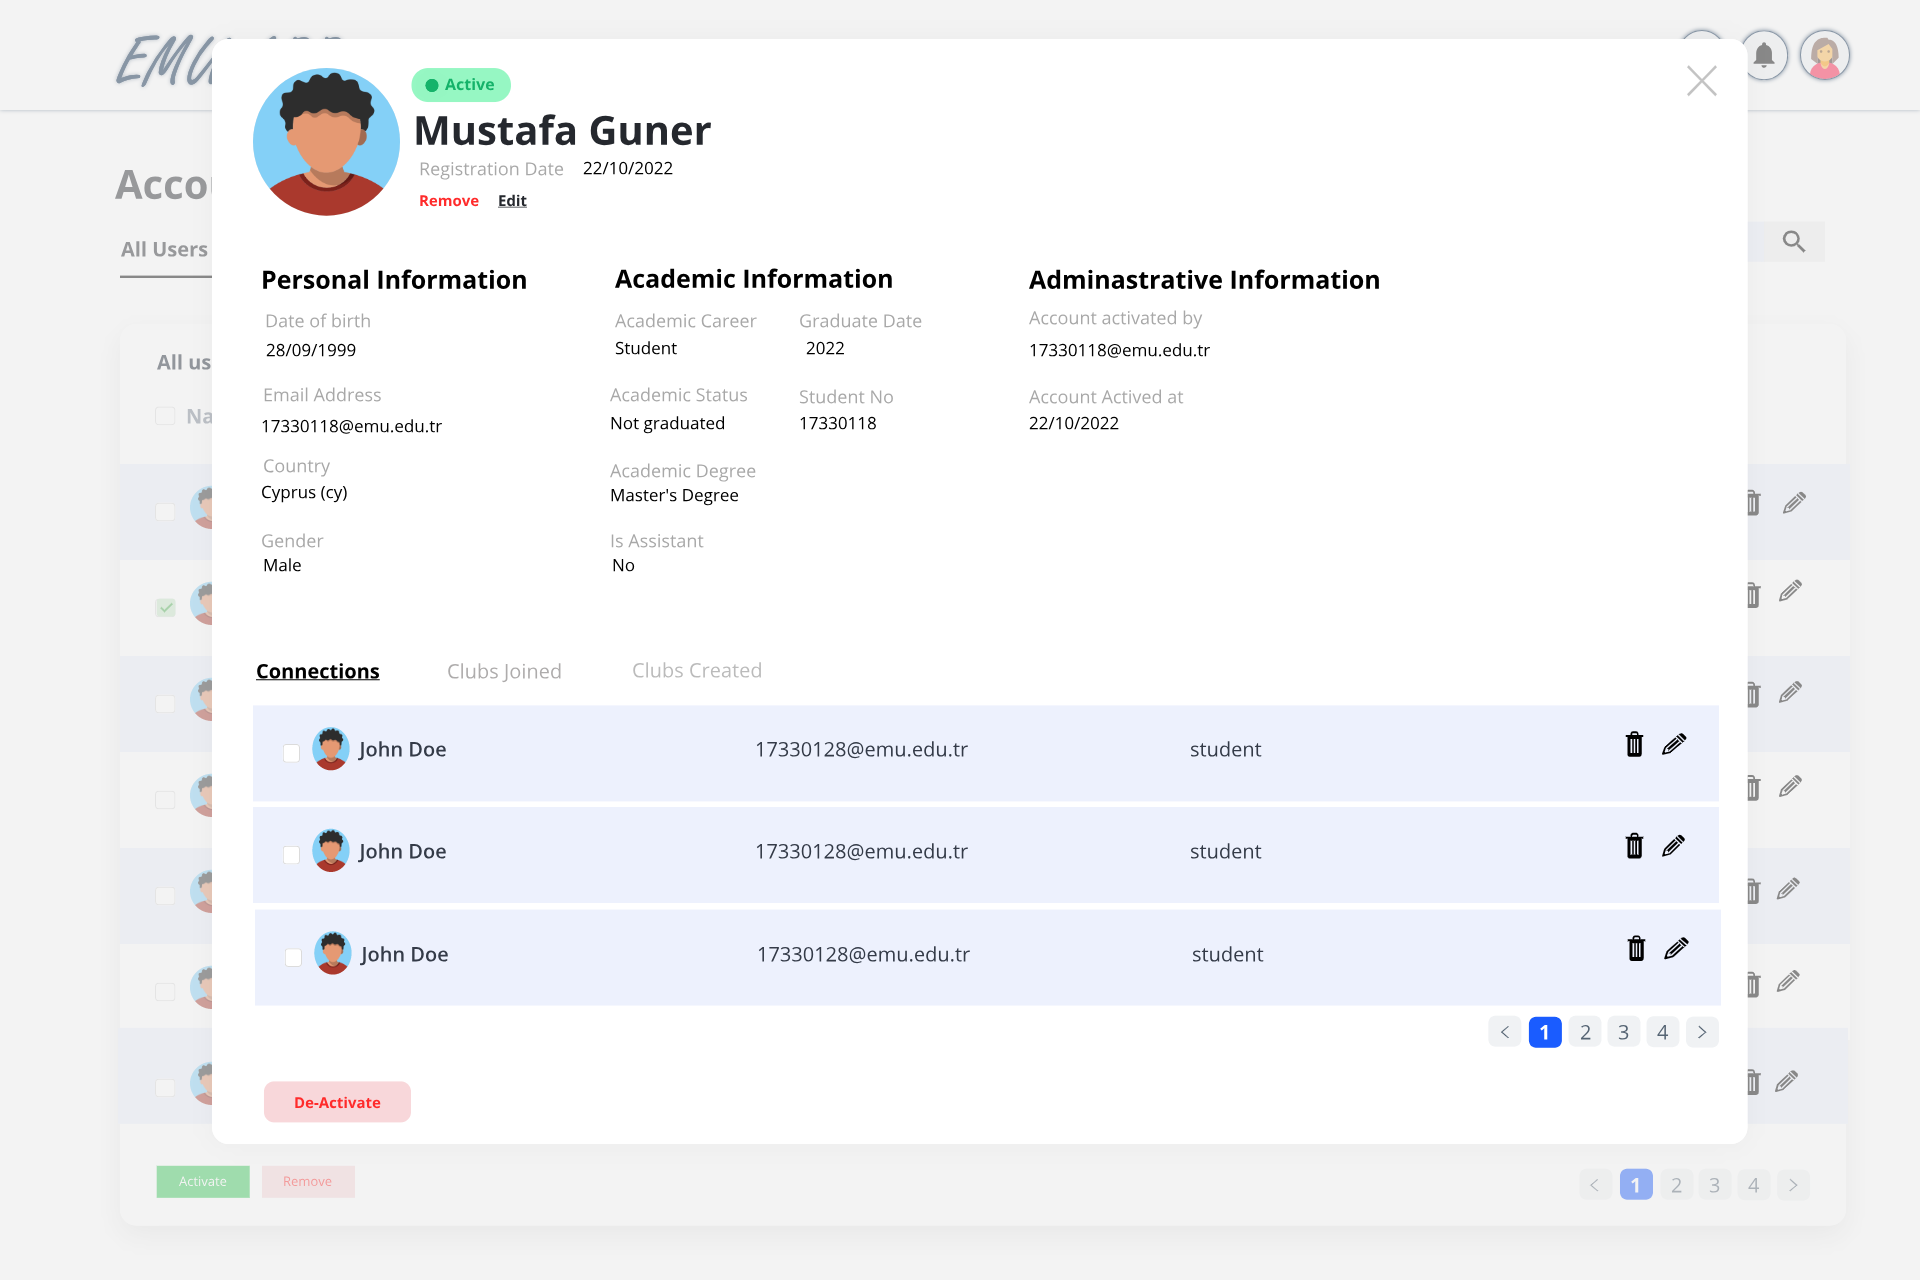 EMU
Active
Mustafa Guner
Registration Date 22/10/2022
Remove Edit
Acco
All Users
Personal Information Academic Information Adminastrative Information
Date of birth Academic Career Graduate Date Account activated by
28/09/1999 Student 2022 17330118@emu.edu.tr
All us
Email Address Academic Status Student No Account Actived at
Na
17330118@emu.edu.tr Not graduated 17330118 22/10/2022
Country Academic Degree
Cyprus (cy) Master's Degree
Gender Is Assistant
Male No
Connections Clubs Joined Clubs Created
John Doe 17330128@emu.edu.tr student
John Doe 17330128@emu.edu.tr student
John Doe 17330128@emu.edu.tr student
< 1 2 3 4 >
De-Activate
Activate Remove
< 1 2 3 4 >